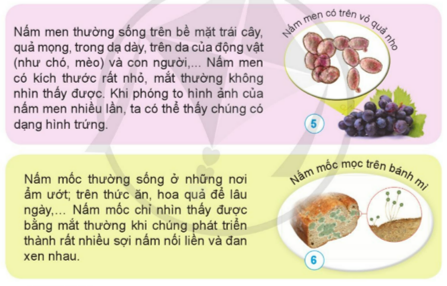 Nấm men thường sống trên bề mặt trái cây,
quả mọng, trong dạ dày, trên da của động vật
(như chó, mèo) và con người,... Nấm men
có kích thước rất nhỏ, mắt thường không
nhìn thấy được. Khi phóng to hình ảnh của
nấm men nhiều lần, ta có thể thấy chúng có
dạng hình trứng.
Nấm men có trên vỏ quả nho
5
Nấm mốc thường sống ở những nơi
ẩm ướt; trên thức ăn, hoa quả để lâu
ngày,... Nấm mốc chỉ nhìn thấy được
bằng mắt thường khi chúng phát triển
thành rất nhiều sợi nấm nối liền và đan
xen nhau.
Nấm mốc mọc trên bánh mì
6